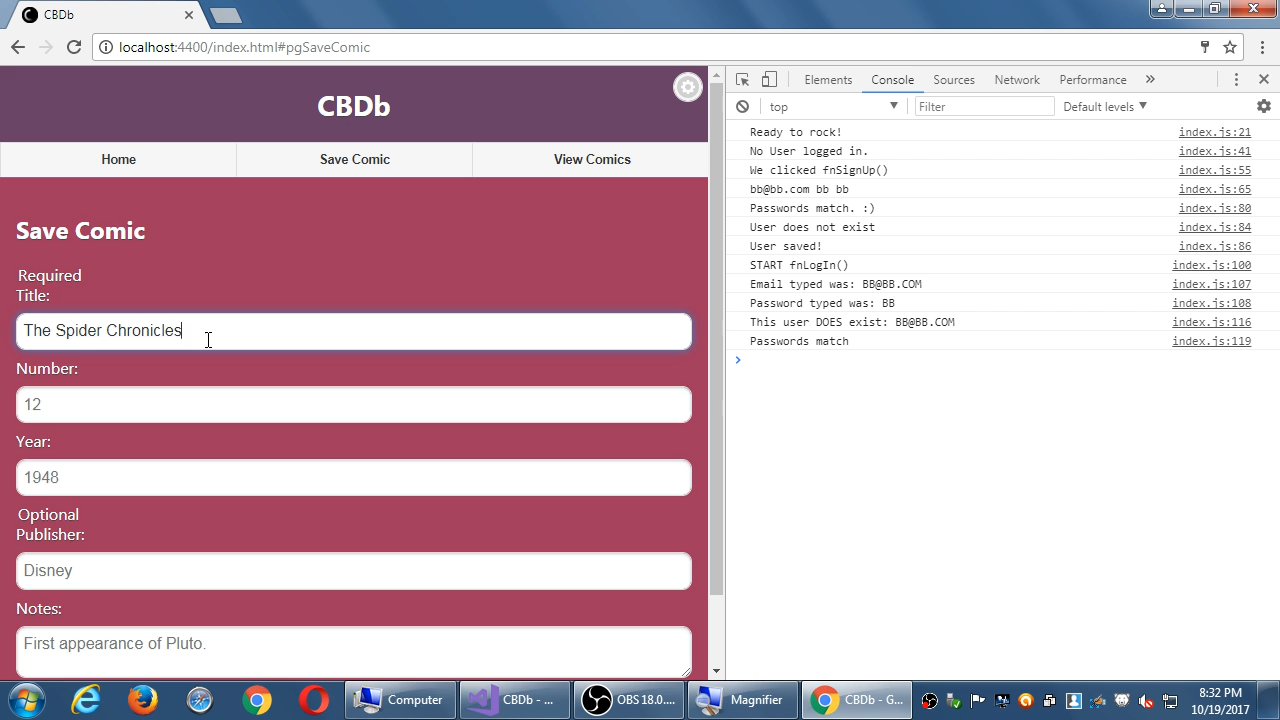 CBDb
localhost:4400/index.html#pgSaveComic
CBDb
Home
Save Comic
View Comics
Save Comic
Required
Title:
The Spider Chronicles
Number:
12
Year:
1948
Optional
Publisher:
Disney
Notes:
First appearance of Pluto.
Elements
Console
Sources
Network
Performance
top
Filter
Default levels
Ready to rock! index.js:21
No User logged in. index.js:41
We clicked fnSignUp() index.js:55
bb@bb.com bb bb index.js:65
Passwords match. :) index.js:80
User does not exist index.js:84
User saved! index.js:86
START fnLogIn() index.js:100
Email typed was: BB@BB.COM index.js:107
Password typed was: BB index.js:108
This user DOES exist: BB@BB.COM index.js:116
Passwords match index.js:119
Computer
CBDb - ...
OBS 18.0....
Magnifier
CBDb - G...
8:32 PM
10/19/2017